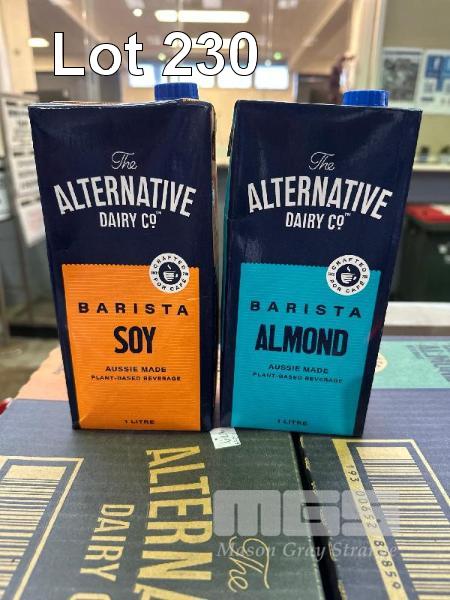 Lot 230
The
ALTERNATIVE
DAIRY Co™
CRAFTED
FOR CAFE
BARISTA
SOY
AUSSIE MADE
PLANT-BASED BEVERAGE
1 LITRE
The
ALTERNATIVE
DAIRY Co™
CRAFTED
FOR CAFE
BARISTA
ALMOND
AUSSIE MADE
PLANT-BASED BEVERAGE
1 LITRE
The
ALTERNA
DAIRY
MGS
Mason Gray Strange